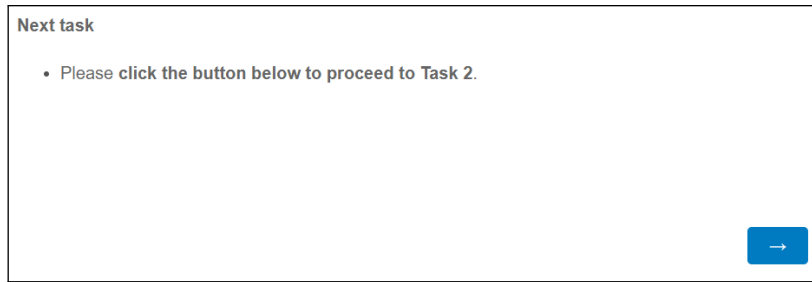 Next task
• Please click the button below to proceed to Task 2.
→